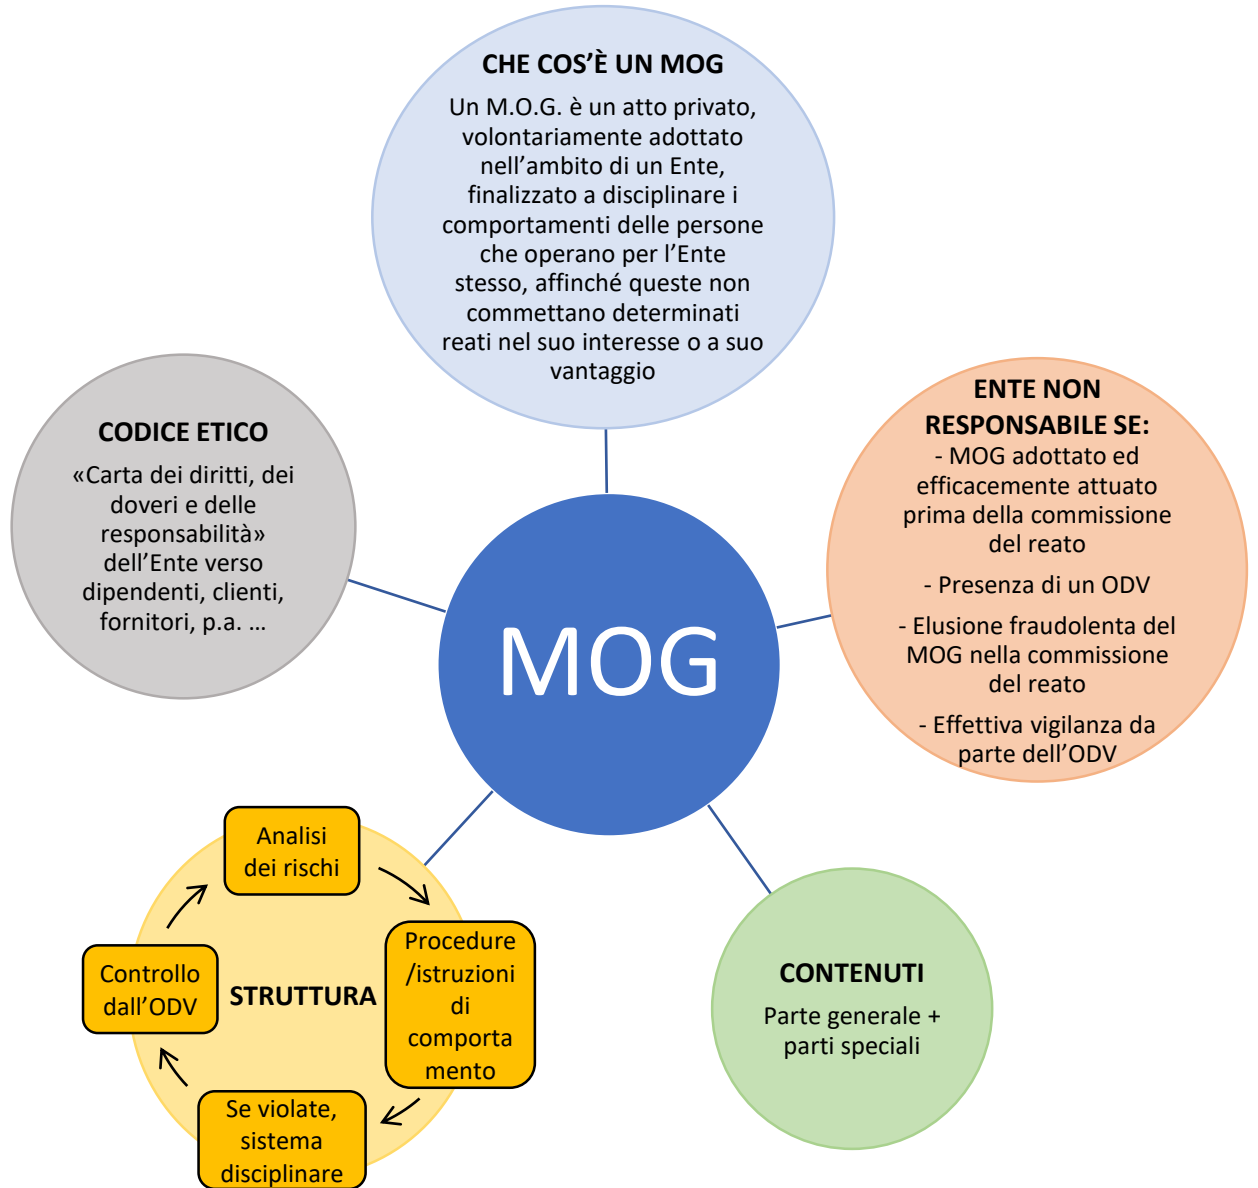 CHE COS’È UN MOG
Un M.O.G. è un atto privato,
volontariamente adottato
nell’ambito di un Ente,
finalizzato a disciplinare i
comportamenti delle persone
che operano per l’Ente
stesso, affinché queste non
commettano determinati
reati nel suo interesse o a suo
vantaggio
CODICE ETICO
«Carta dei diritti, dei
doveri e delle
responsabilità»
dell’Ente verso
dipendenti, clienti,
fornitori, p.a. …
ENTE NON
RESPONSABILE SE:
- MOG adottato ed
efficacemente attuato
prima della commissione
del reato
- Presenza di un ODV
- Elusione fraudolenta del
MOG nella commissione
del reato
- Effettiva vigilanza da
parte dell’ODV
MOG
Analisi
dei rischi
Procedure
/istruzioni
di
comporta
mento
Se violate,
sistema
disciplinare
Controllo
dall’ODV
STRUTTURA
CONTENUTI
Parte generale +
parti speciali